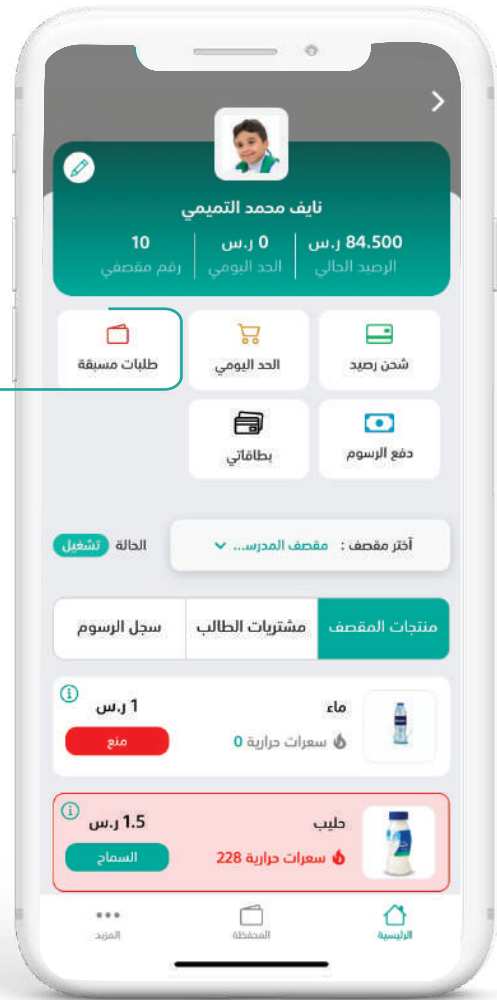 نايف محمد التميمي
84.500 ر.س 0 ر.س 10
الرصيد الحالي الحد اليومي رقم مقصفي
شحن رصيد الحد اليومي طلبات مسبقة
دفع الرسوم بطاقاتي
أختر مقصف : مقصف المدرس... الحالة تشغيل
منتجات المقصف مشتريات الطالب سجل الرسوم
ماء 1 ر.س
سعرات حرارية 0 منع
حليب 1.5 ر.س
سعرات حرارية 228 السماح
الرئيسية المحفظة المزيد